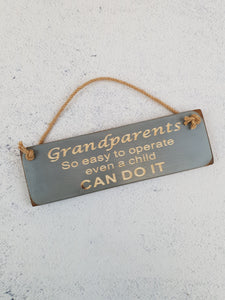 Grandparents
So easy to operate
even a child
CAN DO IT